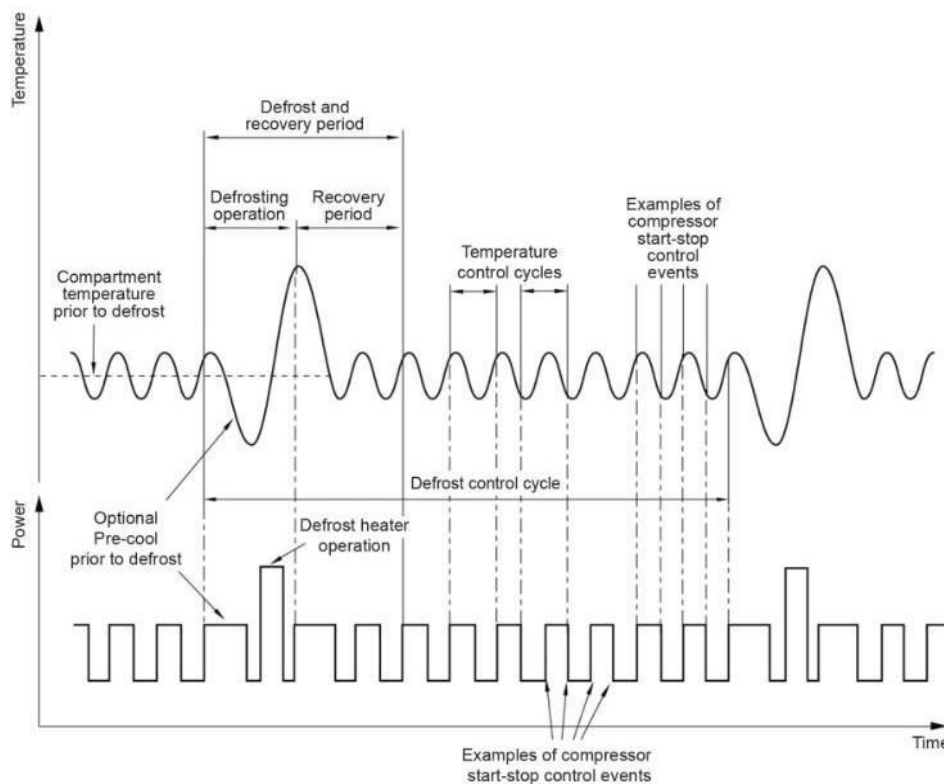 Temperature
Defrost and
recovery period
Defrosting
operation
Recovery
period
Examples of
compressor
start-stop
control
events
Temperature
control cycles
Compartment
temperature
prior to defrost
Defrost control cycle
Power
Optional
Pre-cool
prior to defrost
Defrost heater
operation
Time
Examples of compressor
start-stop control events